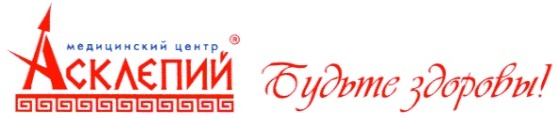 медицинский центр
Асклепий®
Будьте здоровы!